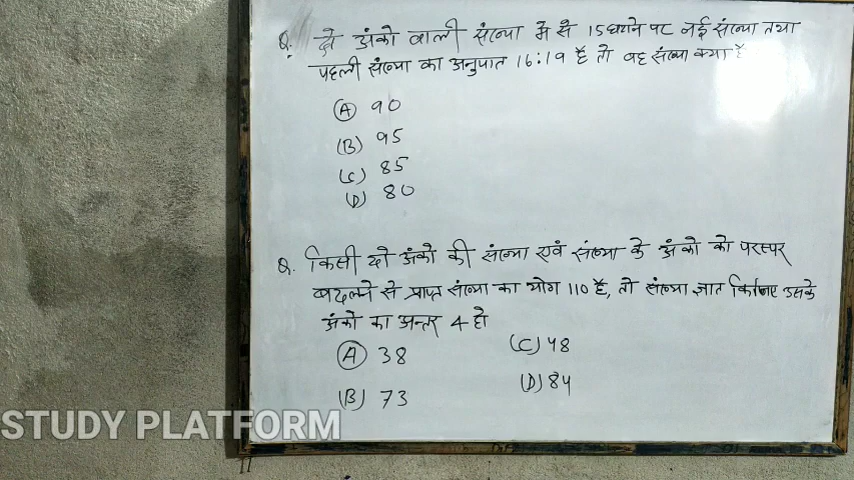 Q. दो अंको वाली संख्या में से 15 घटाने पर नई संख्या तथा
पहली संख्या का अनुपात 16:19 है तो वह संख्या क्या है
(A) 90
(B) 95
(C) 85
(D) 80
Q. किसी दो अंको की संख्या एवं संख्या के अंको को परस्पर
बदलने से प्राप्त संख्या का योग 110 है, तो संख्या ज्ञात किजिए उसके
अंको का अन्तर 4 हो
(A) 38
(B) 73
(C) 48
(D) 84
STUDY PLATFORM